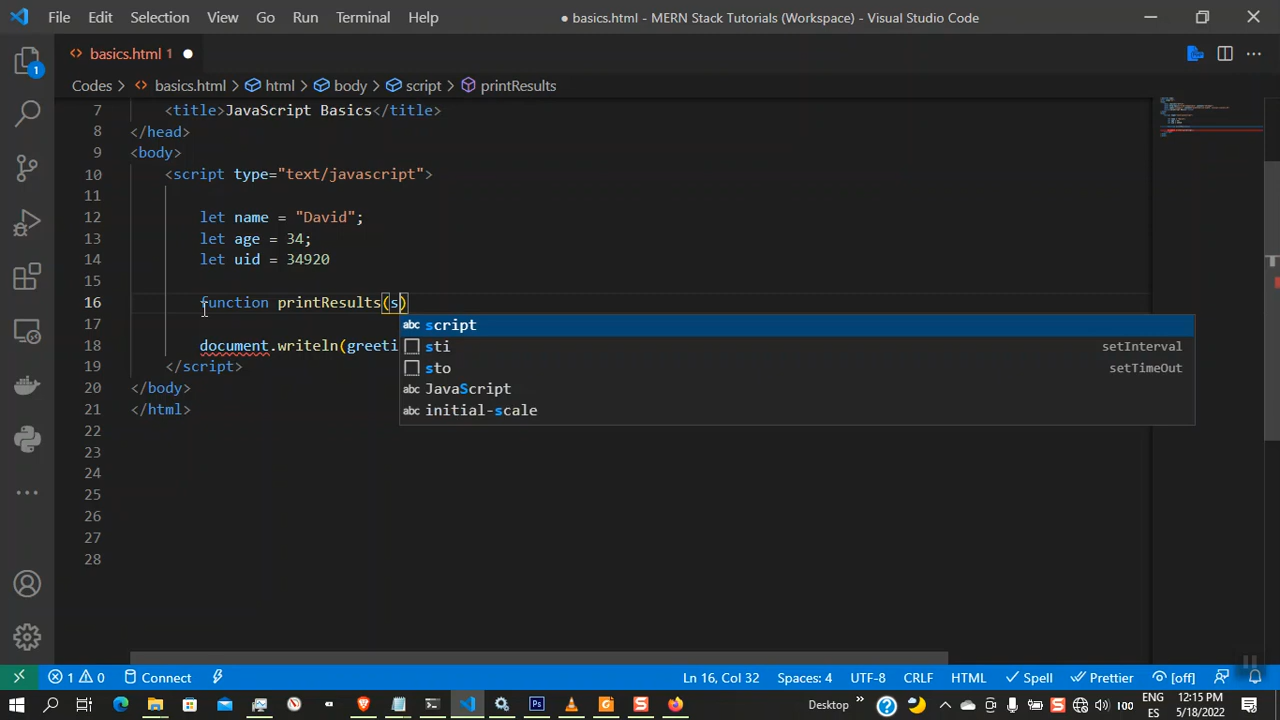 File Edit Selection View Go Run Terminal Help ● basics.html - MERN Stack Tutorials (Workspace) - Visual Studio Code
basics.html 1 ●
Codes > basics.html > html > body > script > printResults
7 <title>JavaScript Basics</title>
8 </head>
9 <body>
10 <script type="text/javascript">
11
12 let name = "David";
13 let age = 34;
14 let uid = 34920
15
16 function printResults(s)
17
18 document.writeln(greeti
19 </script>
20 </body>
21 </html>
22
23
24
25
26
27
28
abc script
sti setInterval
sto setTimeOut
abc JavaScript
abc initial-scale
1
1 0 Connect Ln 16, Col 32 Spaces: 4 UTF-8 CRLF HTML Spell Prettier [off]
Desktop » ENG 12:15 PM
ES 5/18/2022